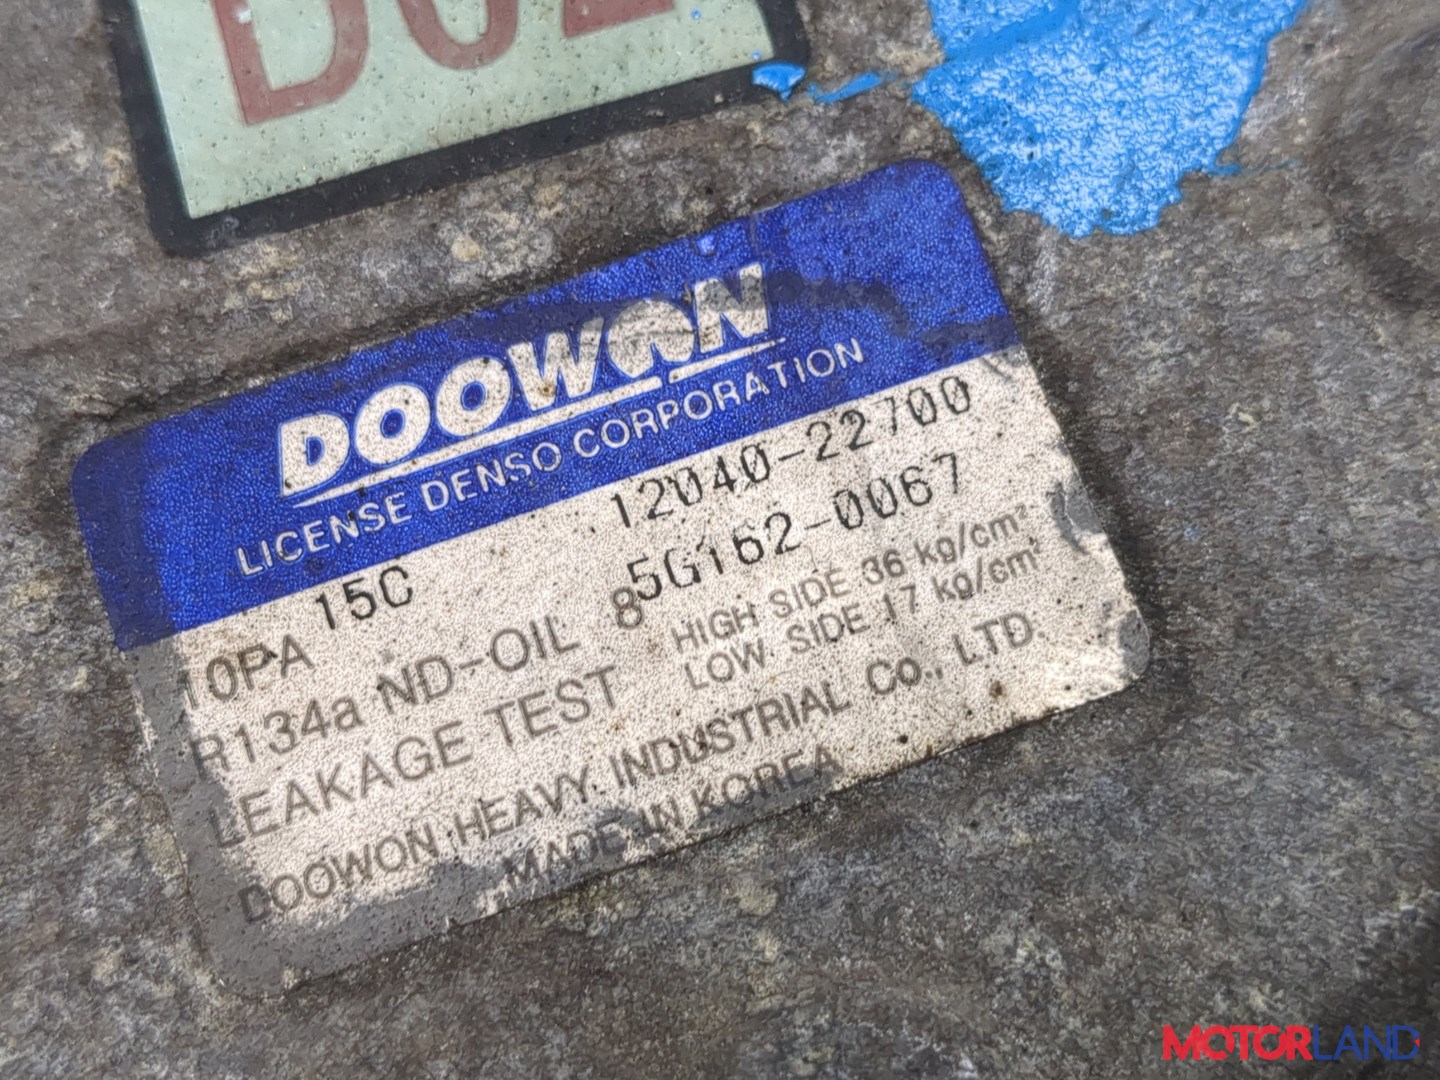 DOOWON
LICENSE DENSO CORPORATION
12040-22700
10PA 15C 5G162-0067
R134a ND-OIL 8 HIGH SIDE 36 kg/cm²
LEAKAGE TEST LOW. SIDE 17 kg/cm²
DOOWON HEAVY. INDUSTRIAL Co., LTD.
MADE IN KOREA
MOTORLAND